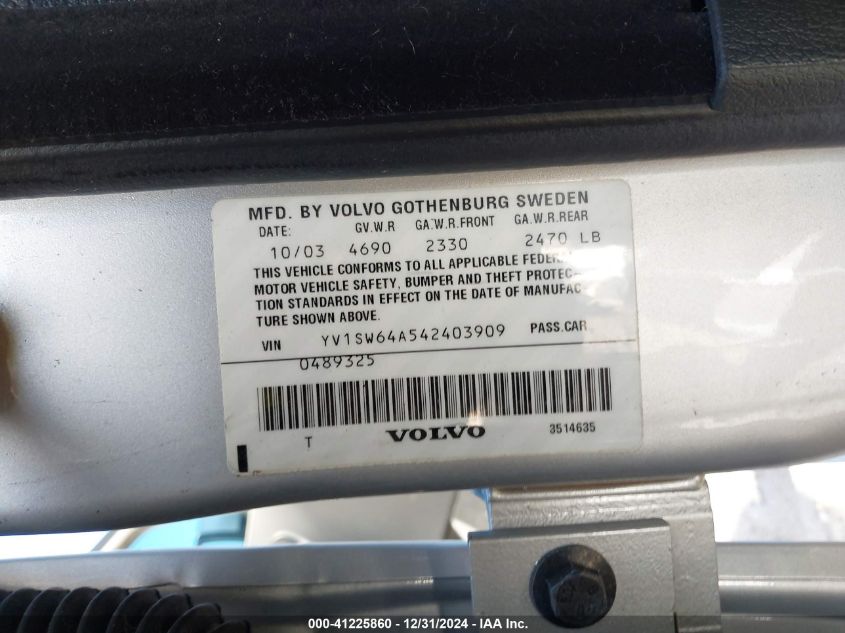 MFD. BY VOLVO GOTHENBURG SWEDEN
DATE: GV.W.R GA.W.R.FRONT GA.W.R.REAR
10/03 4690 2330 2470 LB
THIS VEHICLE CONFORMS TO ALL APPLICABLE FEDERAL
MOTOR VEHICLE SAFETY, BUMPER AND THEFT PROTEC-
TION STANDARDS IN EFFECT ON THE DATE OF MANUFAC
TURE SHOWN ABOVE.
VIN YV1SW64A542403909 PASS.CAR
0489325
T VOLVO 3514635
000-41225860 - 12/31/2024 - IAA Inc.